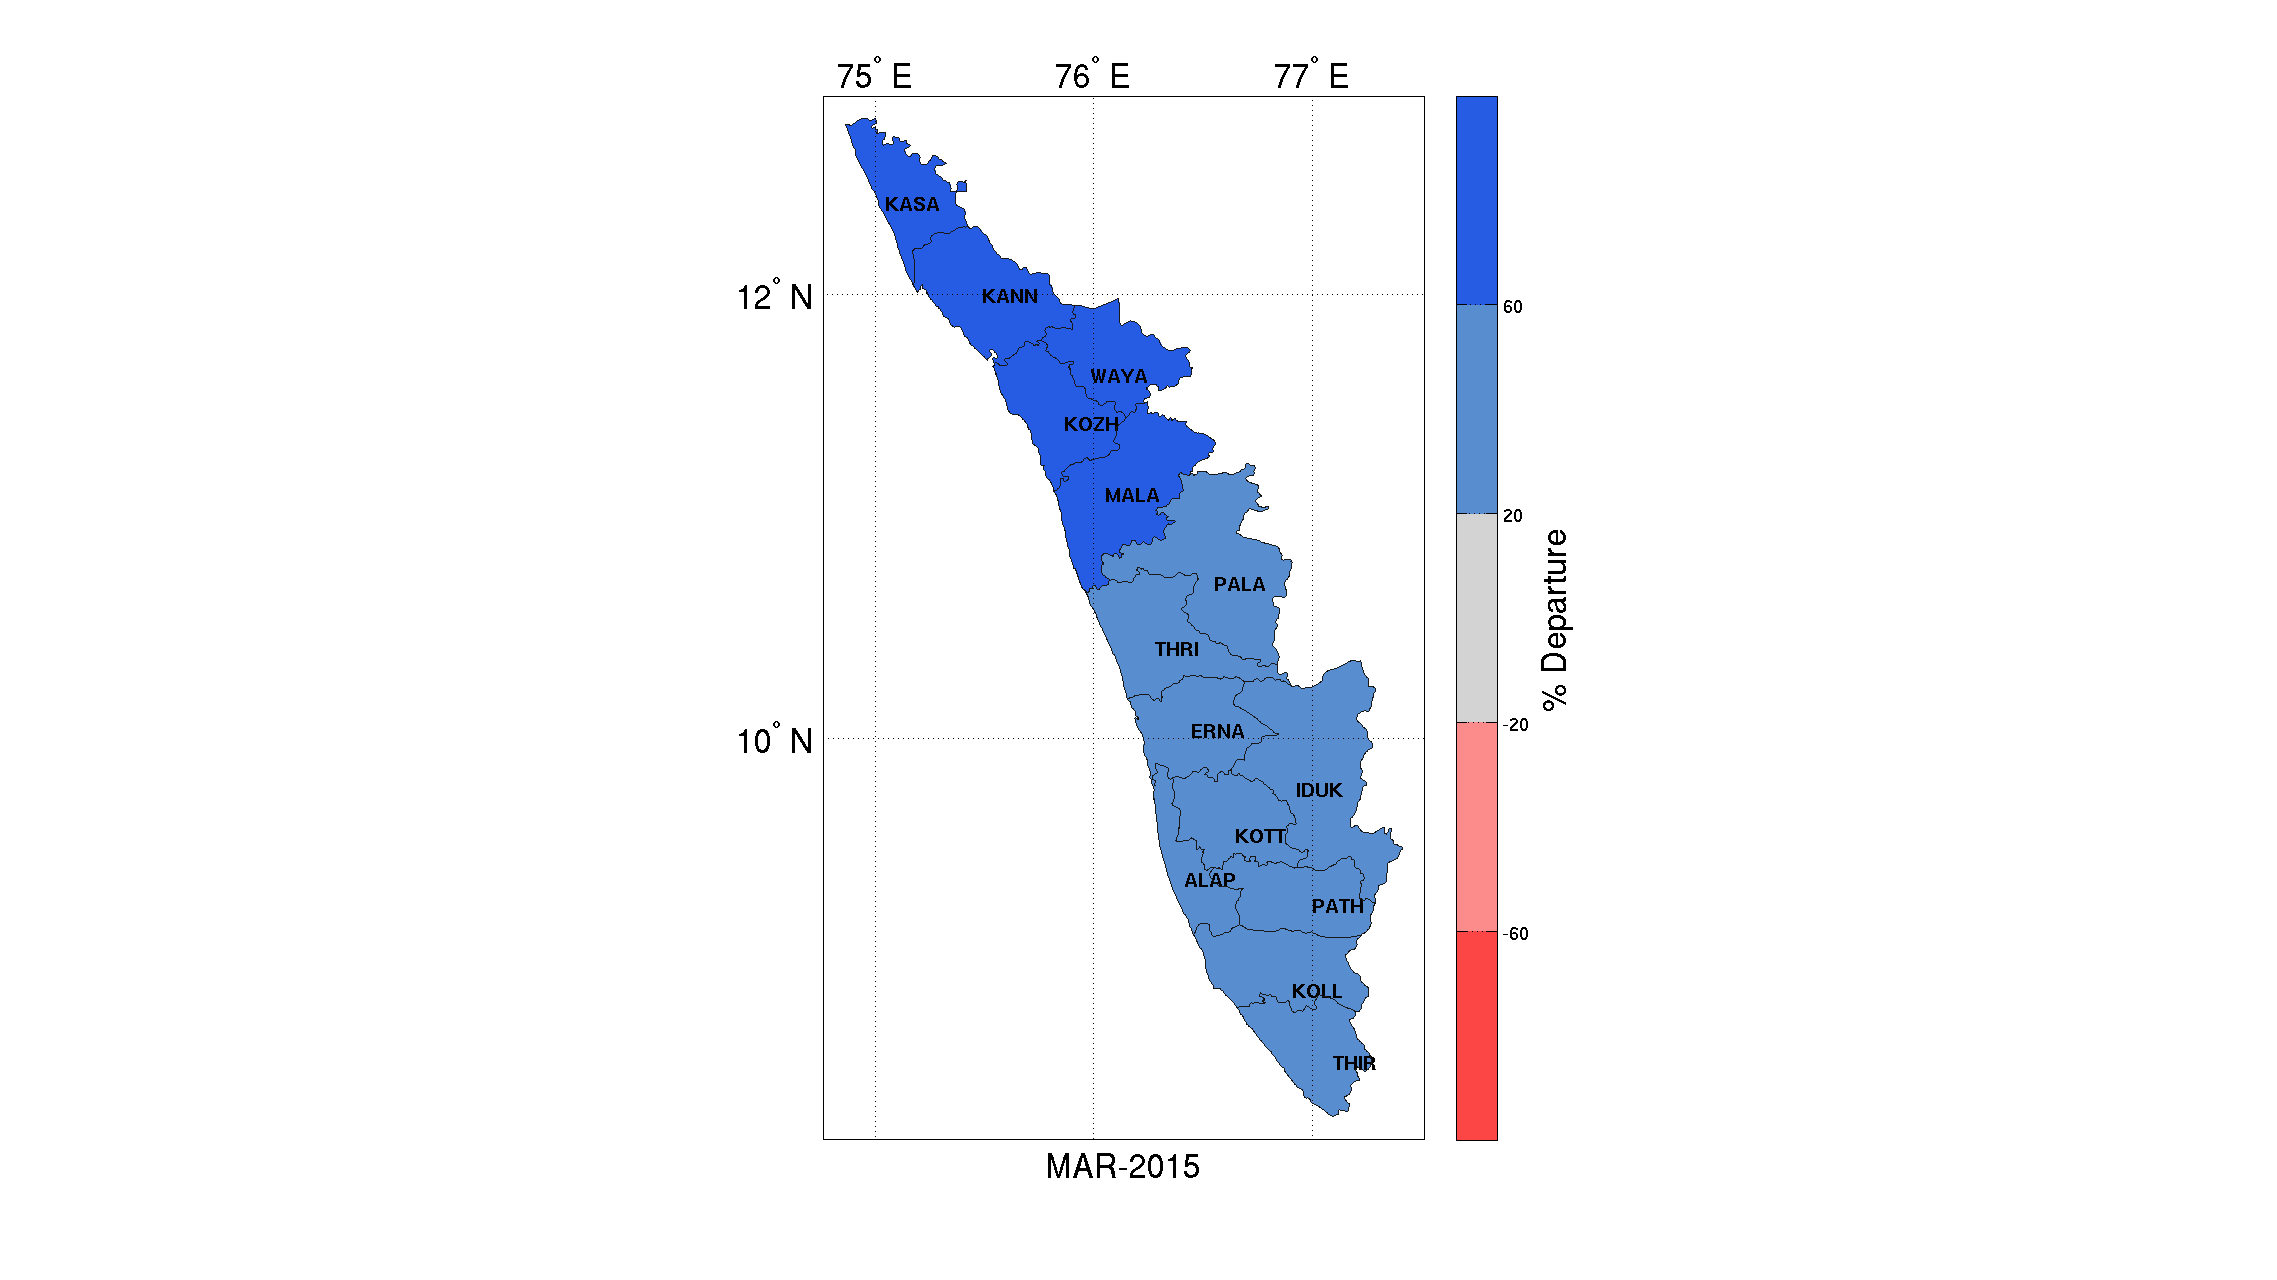 75° E 76° E 77° E
KASA
12° N
KANN
60
WAYA
KOZH
MALA
20
PALA
THRI
% Departure
-20
ERNA
10° N
IDUK
KOTT
ALAP
PATH
-60
KOLL
THIR
MAR-2015